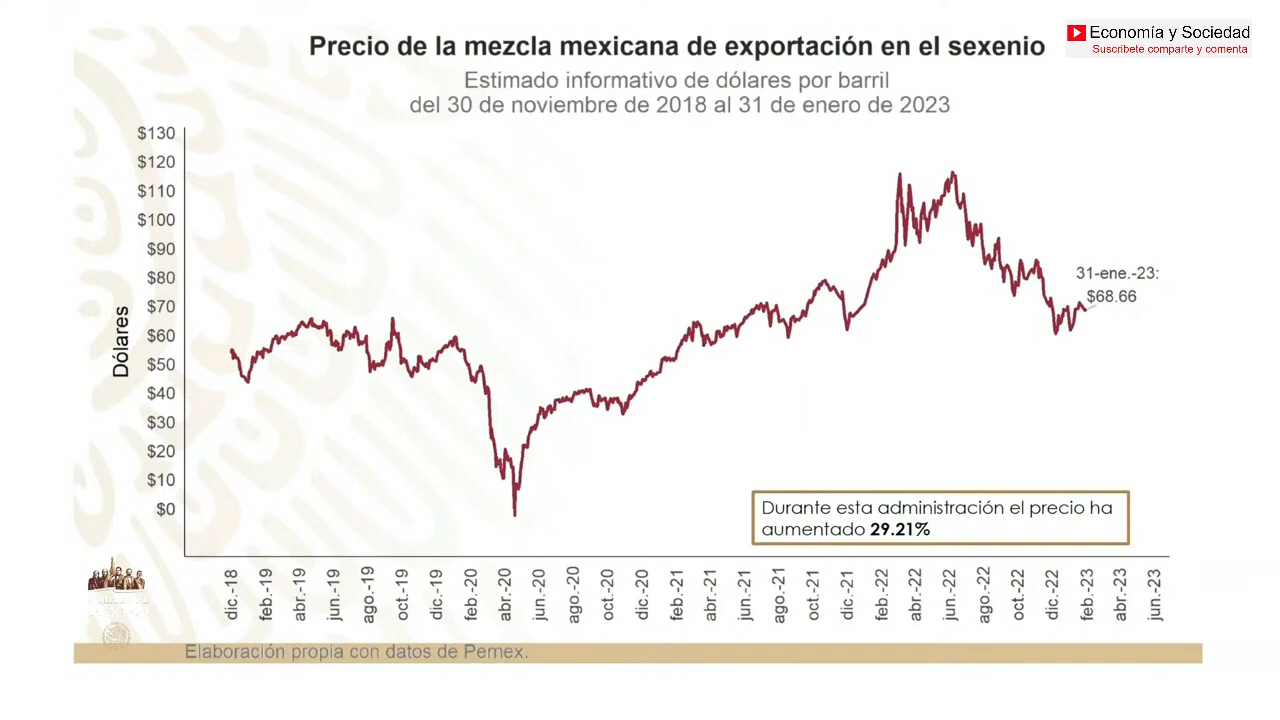 Economía y Sociedad
Suscribete comparte y comenta
Precio de la mezcla mexicana de exportación en el sexenio
Estimado informativo de dólares por barril
del 30 de noviembre de 2018 al 31 de enero de 2023
Dólares
$130
$120
$110
$100
$90
$80
$70
$60
$50
$40
$30
$20
$10
$0
31-ene.-23:
$68.66
Durante esta administración el precio ha
aumentado 29.21%
dic.-18
feb.-19
abr.-19
jun.-19
ago.-19
oct.-19
dic.-19
feb.-20
abr.-20
jun.-20
ago.-20
oct.-20
dic.-20
feb.-21
abr.-21
jun.-21
ago.-21
oct.-21
dic.-21
feb.-22
abr.-22
jun.-22
ago.-22
oct.-22
dic.-22
feb.-23
abr.-23
jun.-23
Elaboración propia con datos de Pemex.